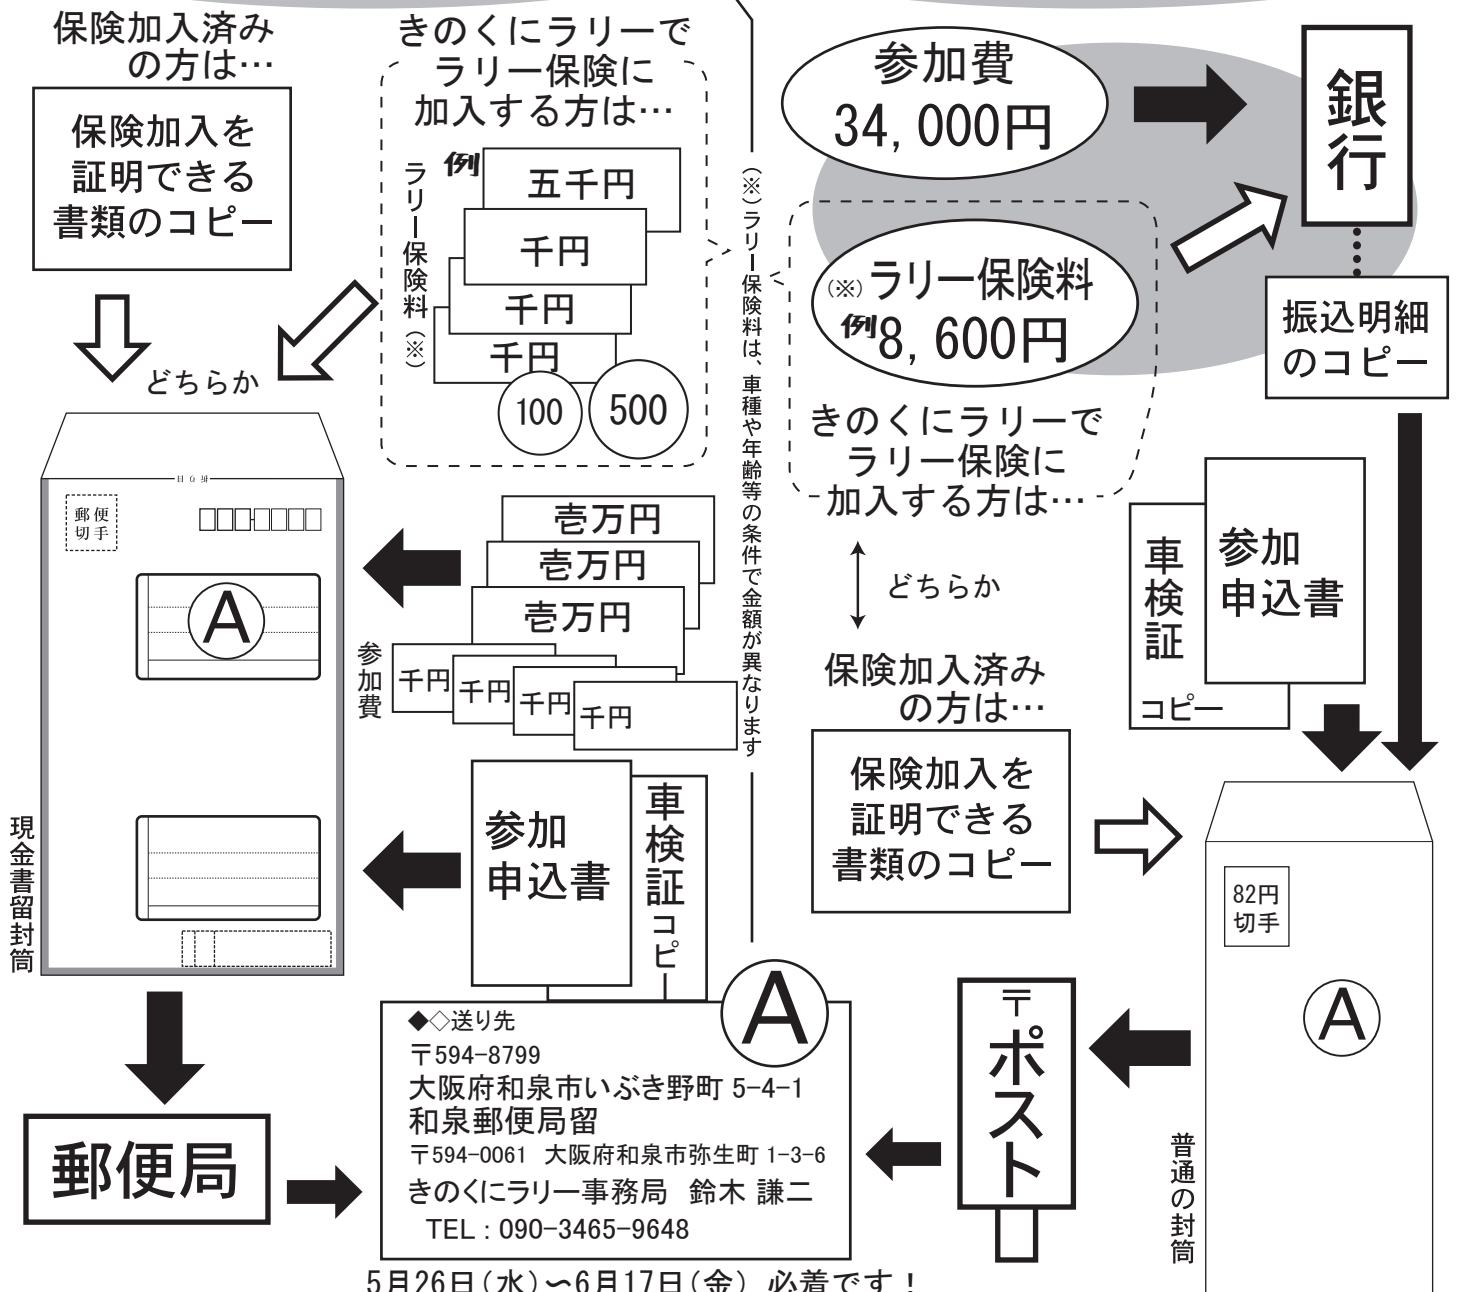 保険加入済み
の方は…
保険加入を
証明できる
書類のコピー
どちらか
きのくにラリーで
ラリー保険に
加入する方は…
ラリー保険料(※)
例
五千円
千円
千円
千円
100
500
郵便
切手
A
現金書留封筒
壱万円
壱万円
壱万円
参加費
千円
千円
千円
千円
参加
申込書
車検証コピー
郵便局
(※)ラリー保険料は、車種や年齢等の条件で金額が異なります
参加費
34,000円
銀行
(※)ラリー保険料
例8,600円
振込明細
のコピー
きのくにラリーで
ラリー保険に
加入する方は…
どちらか
保険加入済み
の方は…
保険加入を
証明できる
書類のコピー
参加
申込書
車検証
コピー
82円
切手
A
普通の封筒
〒ポスト
A
◆◇送り先
〒594-8799
大阪府和泉市いぶき野町 5-4-1
和泉郵便局留
〒594-0061 大阪府和泉市弥生町 1-3-6
きのくにラリー事務局 鈴木 謙二
TEL:090-3465-9648
5月26日(水)~6月17日(金) 必着です!